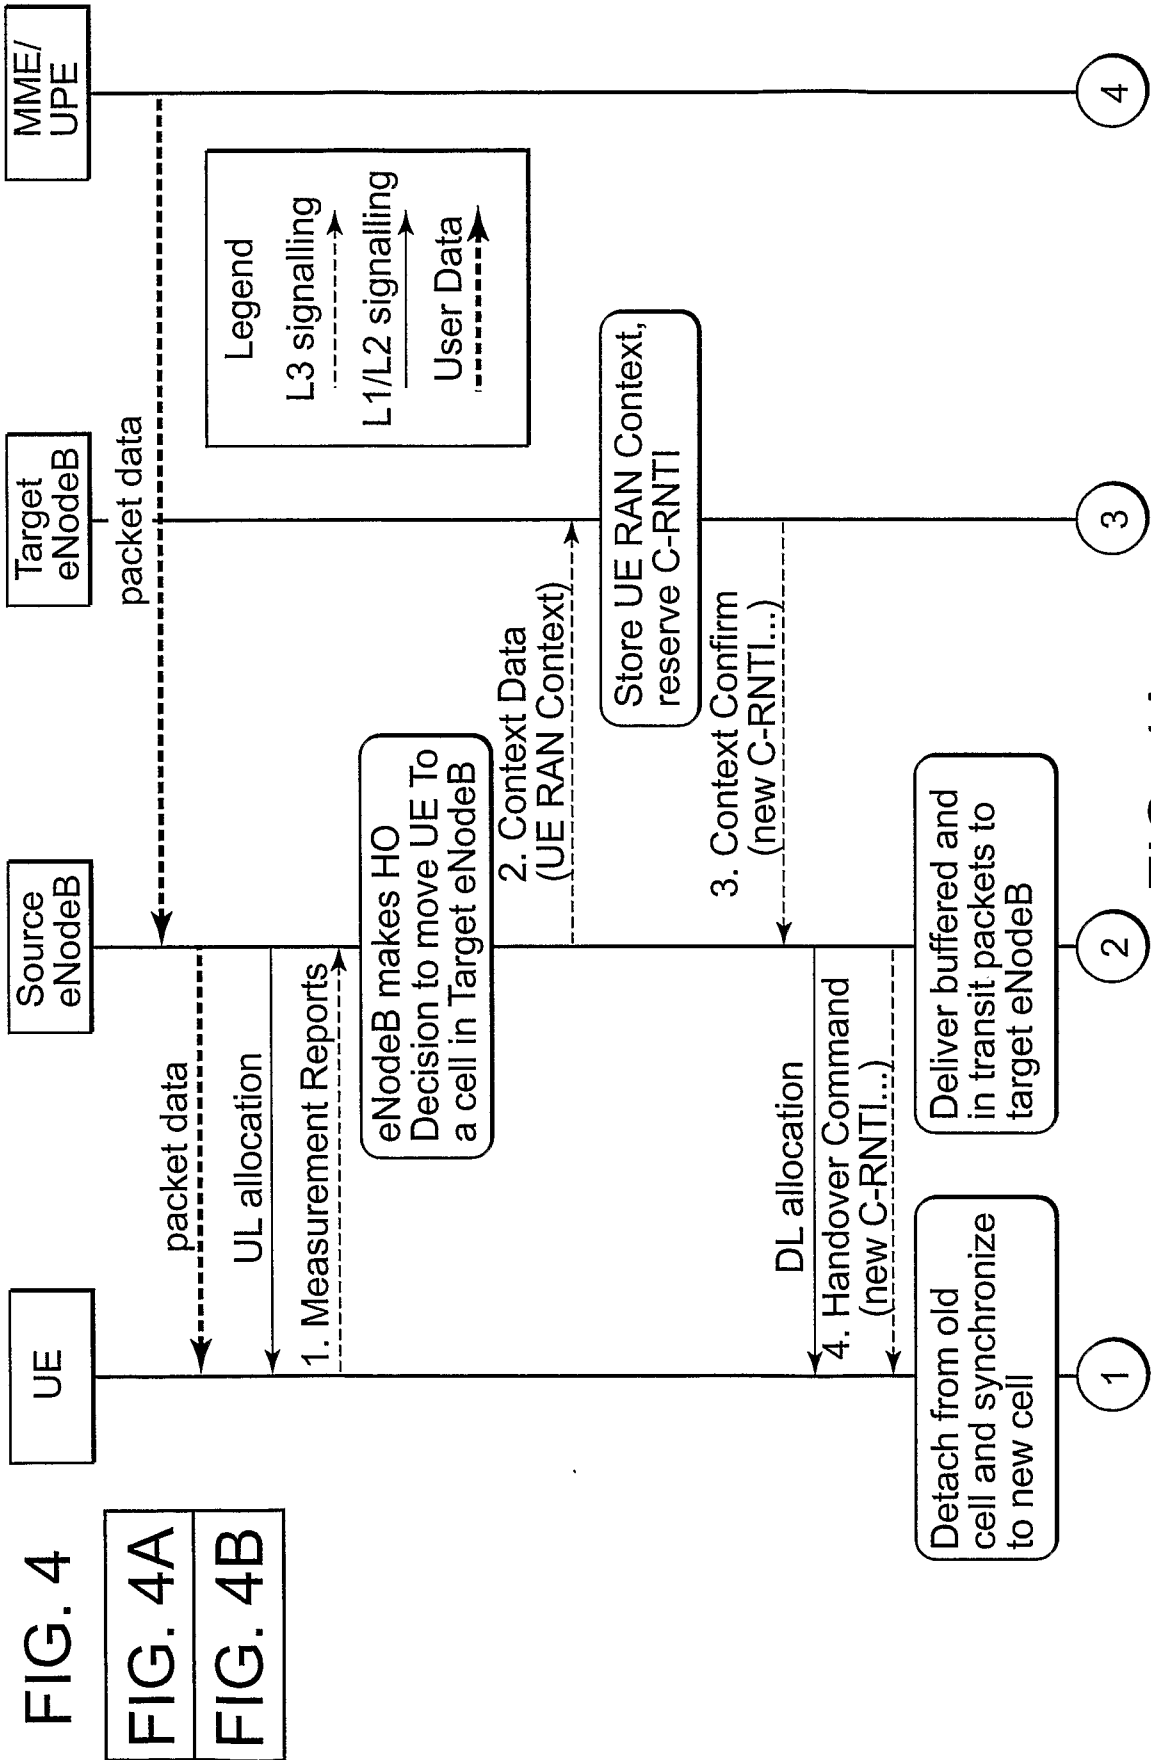 FIG. 4
FIG. 4A
FIG. 4B
UE
Source
eNodeB
Target
eNodeB
MME/
UPE
packet data
packet data
UL allocation
1. Measurement Reports
Legend
L3 signalling
L1/L2 signalling
User Data
eNodeB makes HO
Decision to move UE To
a cell in Target eNodeB
2. Context Data
(UE RAN Context)
Store UE RAN Context,
reserve C-RNTI
3. Context Confirm
(new C-RNTI...)
DL allocation
4. Handover Command
(new C-RNTI...)
Detach from old
cell and synchronize
to new cell
Deliver buffered and
in transit packets to
target eNodeB
1
2
3
4